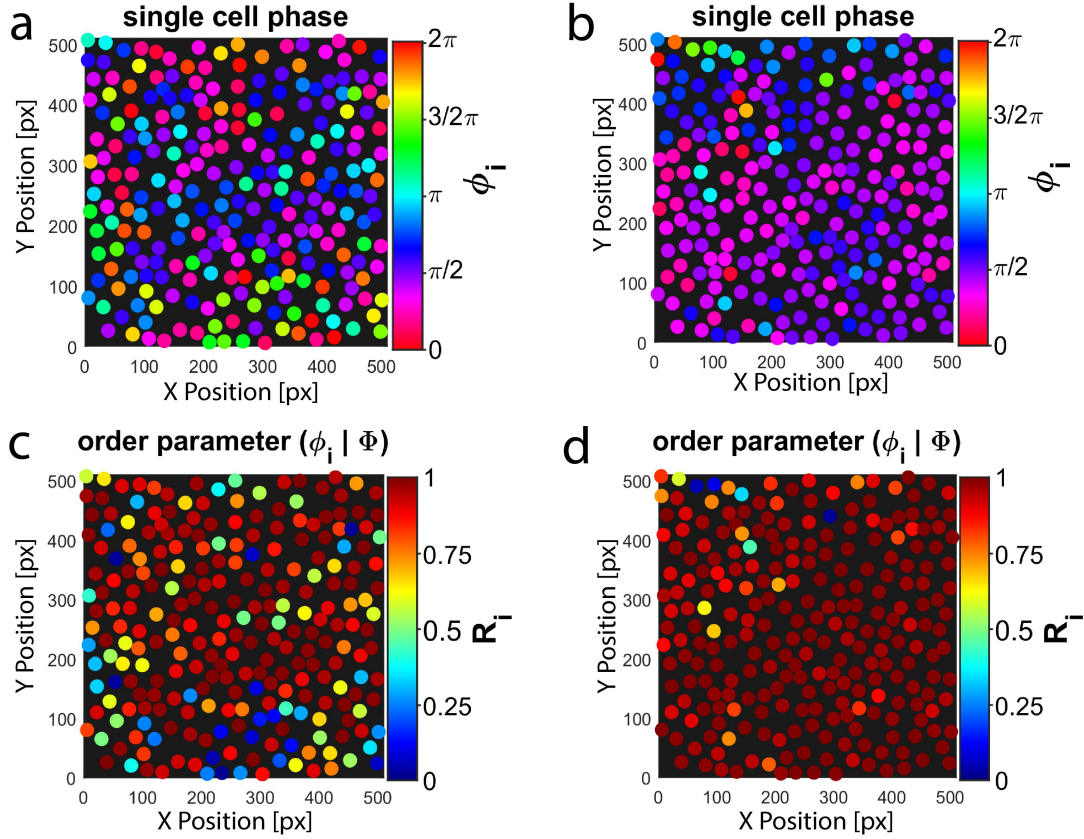 a
single cell phase
500
400
300
200
100
0
Y Position [px]
0 100 200 300 400 500
X Position [px]
2π
3/2π
π
π/2
0
ϕi
b
single cell phase
500
400
300
200
100
0
Y Position [px]
0 100 200 300 400 500
X Position [px]
2π
3/2π
π
π/2
0
ϕi
c
order parameter (ϕi | Φ)
500
400
300
200
100
0
Y Position [px]
0 100 200 300 400 500
X Position [px]
1
0.75
0.5
0.25
0
Ri
d
order parameter (ϕi | Φ)
500
400
300
200
100
0
Y Position [px]
0 100 200 300 400 500
X Position [px]
1
0.75
0.5
0.25
0
Ri